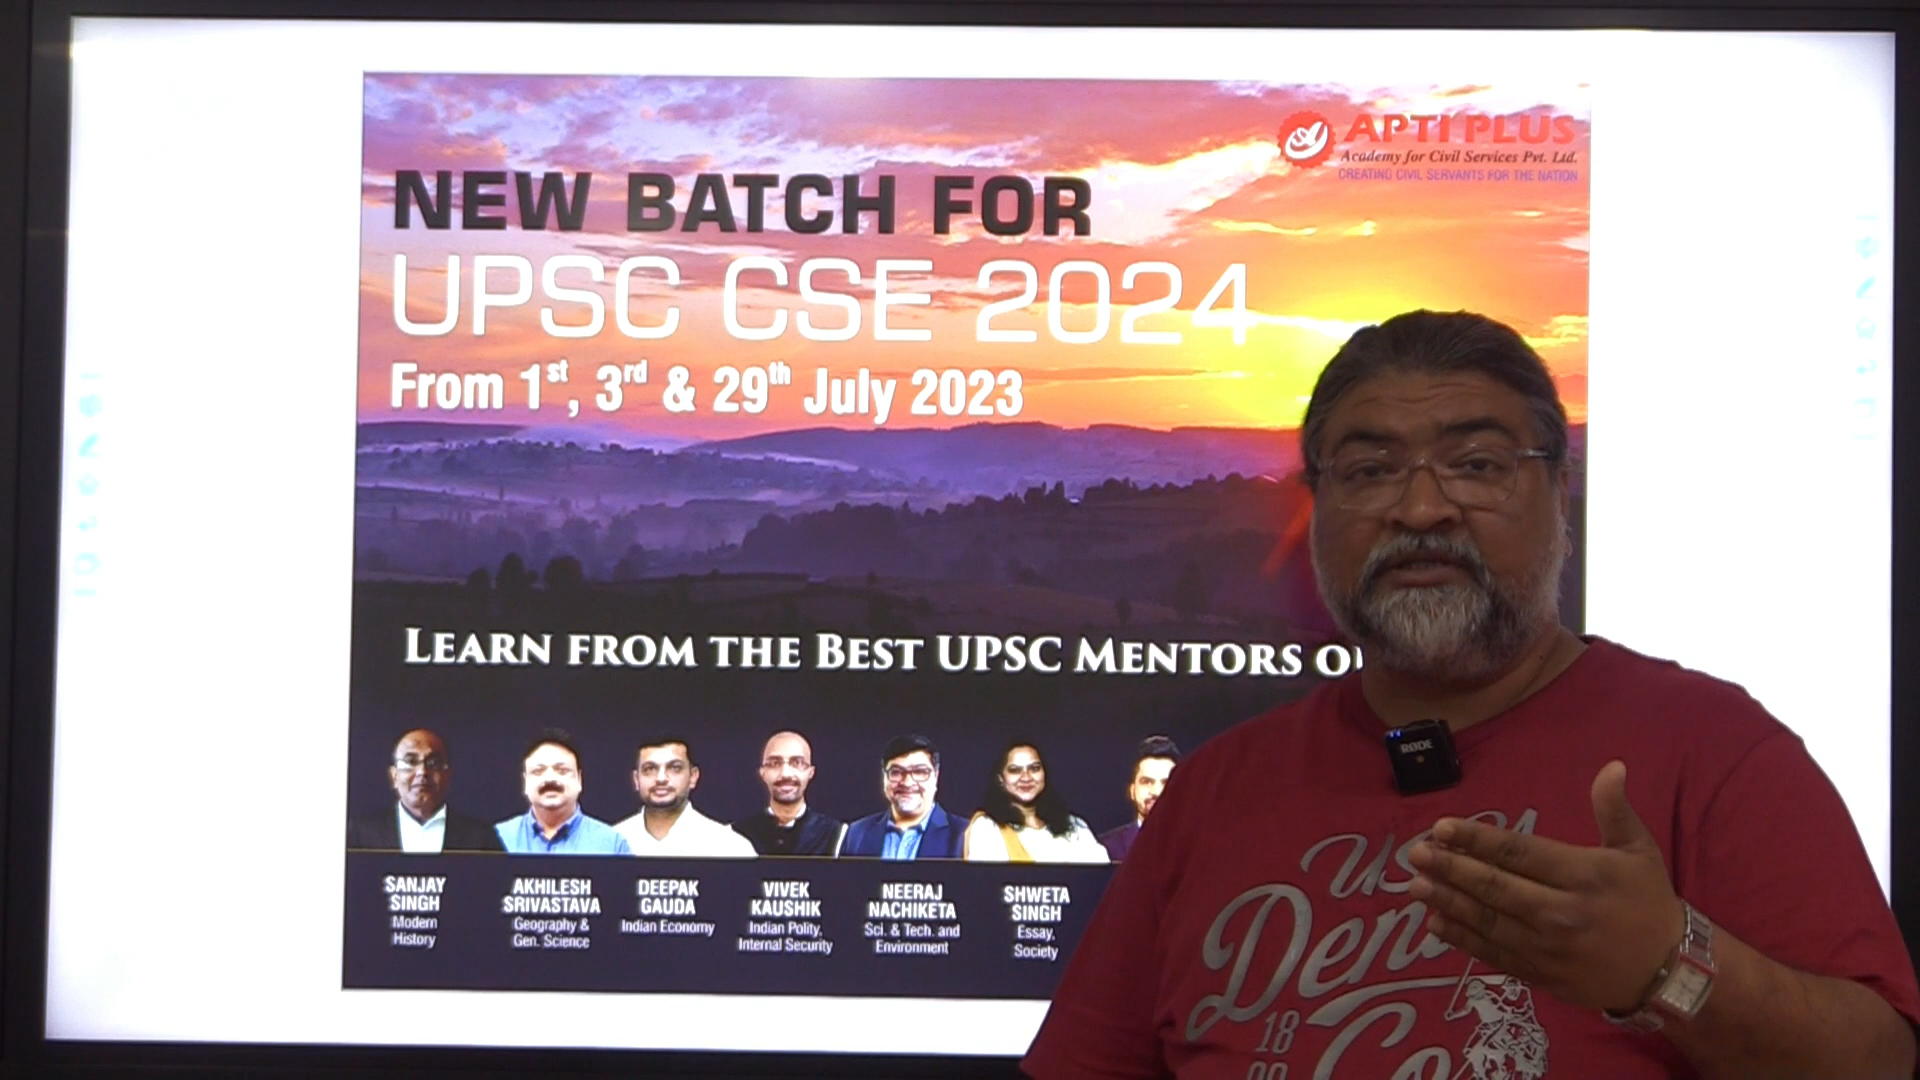 APTI PLUS
Academy for Civil Services Pvt. Ltd.
CREATING CIVIL SERVANTS FOR THE NATION
NEW BATCH FOR
UPSC CSE 2024
From 1st, 3rd & 29th July 2023
LEARN FROM THE BEST UPSC MENTORS
SANJAY
SINGH
Modern
History
AKHILESH
SRIVASTAVA
Geography &
Gen. Science
DEEPAK
GAUDA
Indian Economy
VIVEK
KAUSHIK
Indian Polity,
Internal Security
NEERAJ
NACHIKETA
Sci. & Tech. and
Environment
SHWETA
SINGH
Essay,
Society
RØDE
Co
18